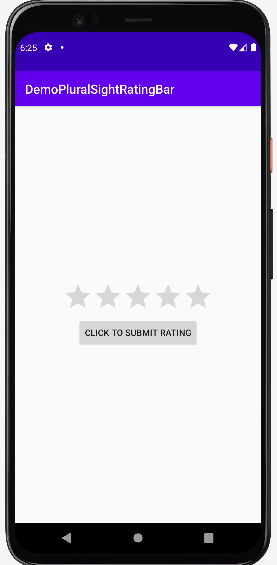 5:25
DemoPluralSightRatingBar
CLICK TO SUBMIT RATING